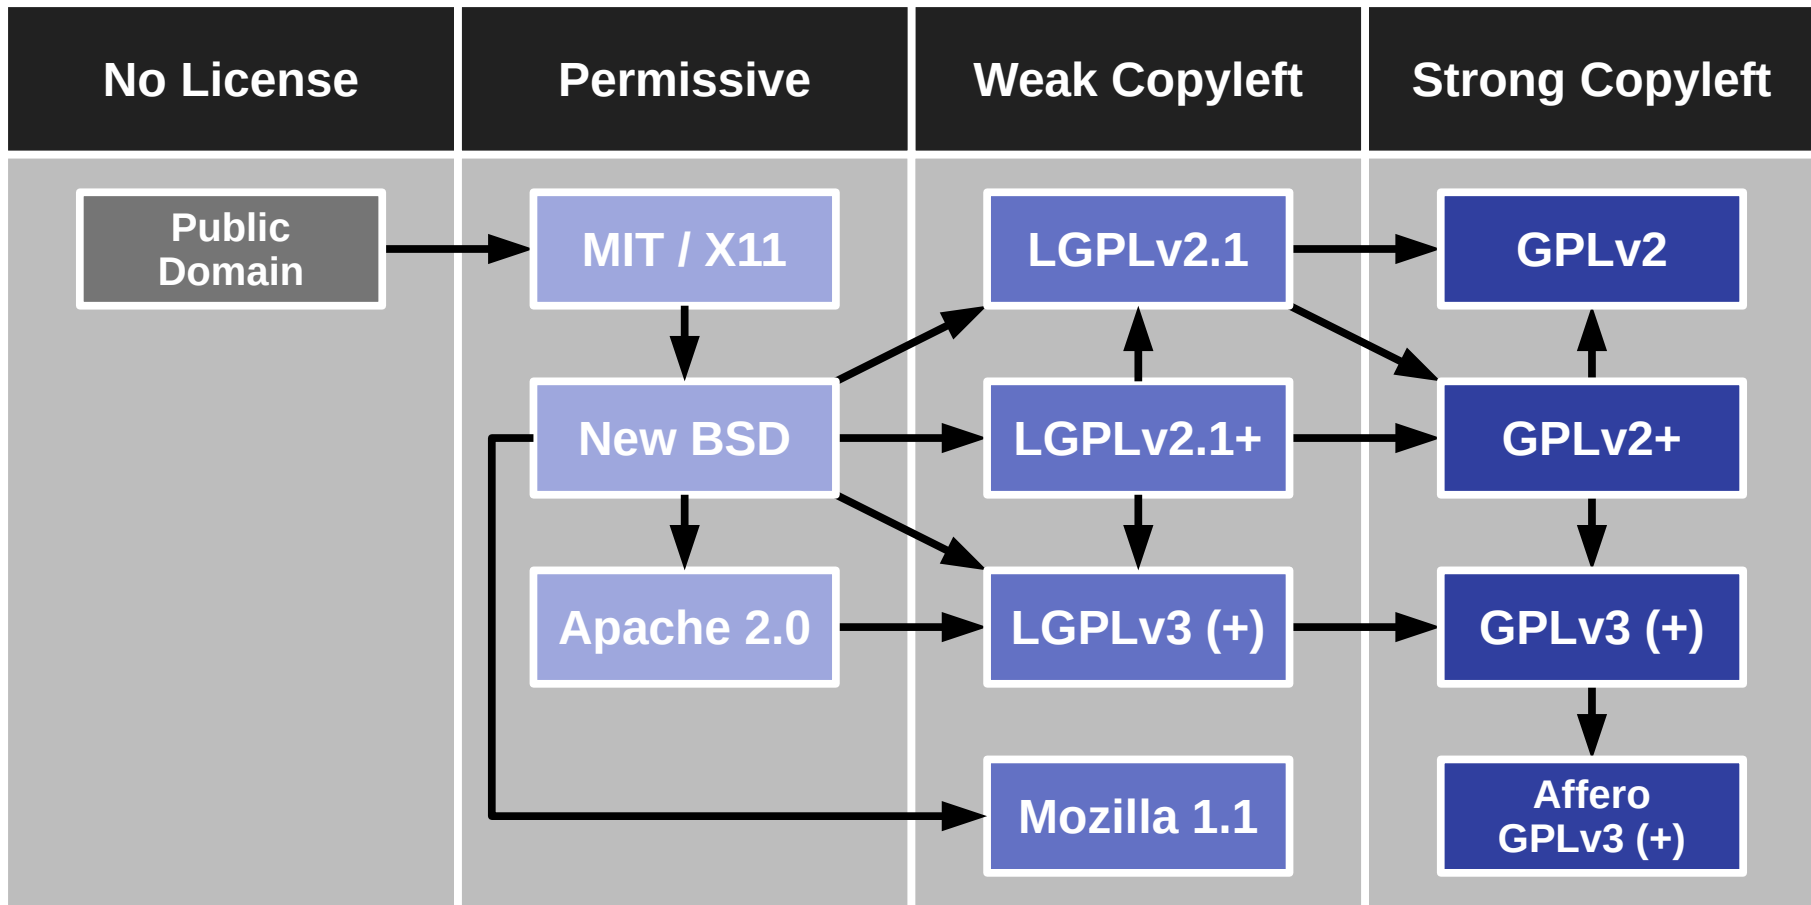 No License
Permissive
Weak Copyleft
Strong Copyleft
Public
Domain
MIT / X11
LGPLv2.1
GPLv2
New BSD
LGPLv2.1+
GPLv2+
Apache 2.0
LGPLv3 (+)
GPLv3 (+)
Mozilla 1.1
Affero
GPLv3 (+)